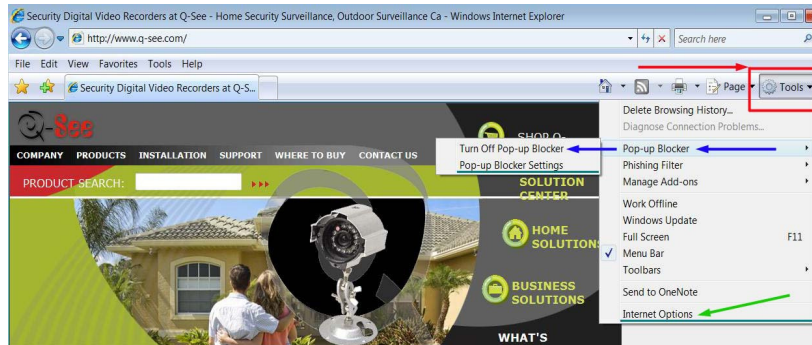 Security Digital Video Recorders at Q-See - Home Security Surveillance, Outdoor Surveillance Ca - Windows Internet Explorer
http://www.q-see.com/
Search here
File Edit View Favorites Tools Help
Security Digital Video Recorders at Q-S...
Page
Tools
Delete Browsing History...
Diagnose Connection Problems...
Pop-up Blocker
Phishing Filter
Manage Add-ons
Work Offline
Windows Update
Full Screen F11
Menu Bar
Toolbars
Send to OneNote
Internet Options
Turn Off Pop-up Blocker
Pop-up Blocker Settings
Q-See
SHOP Q-
COMPANY PRODUCTS INSTALLATION SUPPORT WHERE TO BUY CONTACT US
PRODUCT SEARCH:
SOLUTION
CENTER
HOME
SOLUTIONS
BUSINESS
SOLUTIONS
WHAT'S